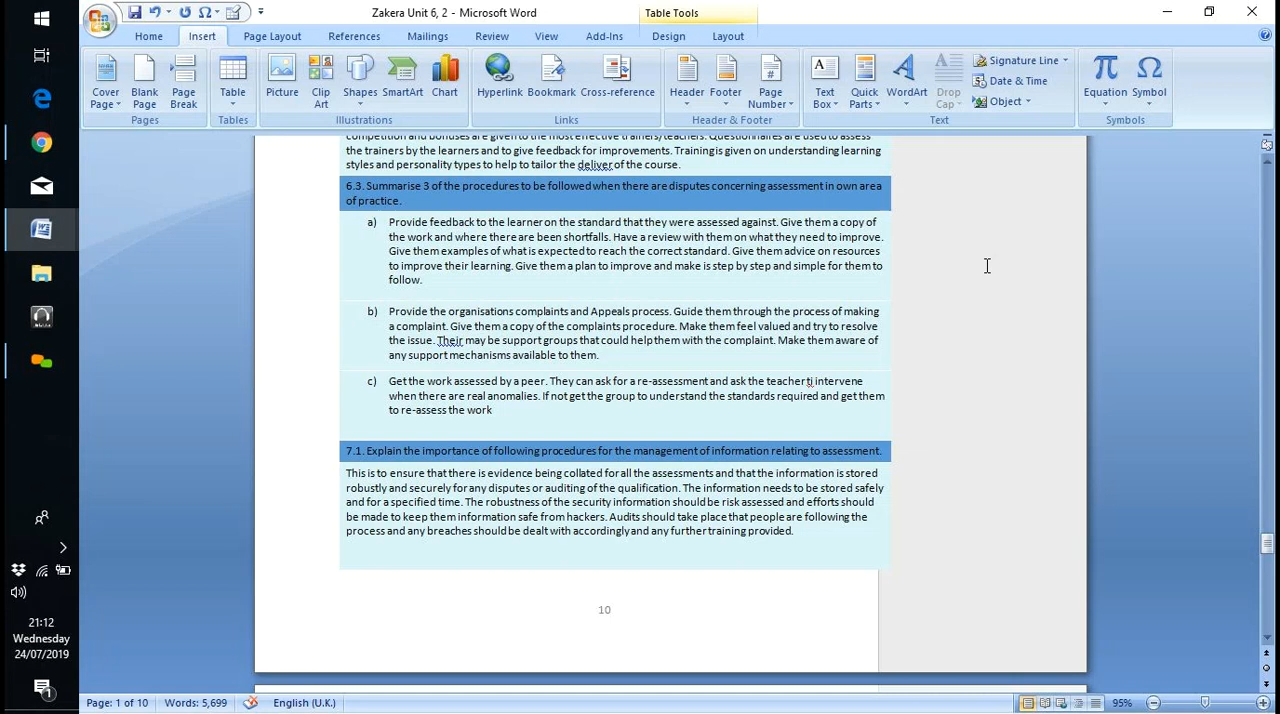 Zakera Unit 6, 2 - Microsoft Word
Table Tools
Home Insert Page Layout References Mailings Review View Add-Ins Design Layout
Cover Page
Blank Page
Page Break
Table
Picture
Clip Art
Shapes
SmartArt
Chart
Hyperlink
Bookmark
Cross-reference
Header
Footer
Page Number
Text Box
Quick Parts
WordArt
Drop Cap
Signature Line
Date & Time
Object
Equation
Symbol
Pages Tables Illustrations Links Header & Footer Text Symbols
competition and bonuses are given to the most effective trainers/teachers. Questionnaires are used to assess
the trainers by the learners and to give feedback for improvements. Training is given on understanding learning
styles and personality types to help to tailor the deliver of the course.
6.3. Summarise 3 of the procedures to be followed when there are disputes concerning assessment in own area
of practice.
a) Provide feedback to the learner on the standard that they were assessed against. Give them a copy of
the work and where there are been shortfalls. Have a review with them on what they need to improve.
Give them examples of what is expected to reach the correct standard. Give them advice on resources
to improve their learning. Give them a plan to improve and make is step by step and simple for them to
follow.
b) Provide the organisations complaints and Appeals process. Guide them through the process of making
a complaint. Give them a copy of the complaints procedure. Make them feel valued and try to resolve
the issue. Their may be support groups that could help them with the complaint. Make them aware of
any support mechanisms available to them.
c) Get the work assessed by a peer. They can ask for a re-assessment and ask the teacher tj intervene
when there are real anomalies. If not get the group to understand the standards required and get them
to re-assess the work
7.1. Explain the importance of following procedures for the management of information relating to assessment.
This is to ensure that there is evidence being collated for all the assessments and that the information is stored
robustly and securely for any disputes or auditing of the qualification. The information needs to be stored safely
and for a specified time. The robustness of the security information should be risk assessed and efforts should
be made to keep them information safe from hackers. Audits should take place that people are following the
process and any breaches should be dealt with accordingly and any further training provided.
10
21:12
Wednesday
24/07/2019
1
Page: 1 of 10 Words: 5,699 English (U.K.) 95%